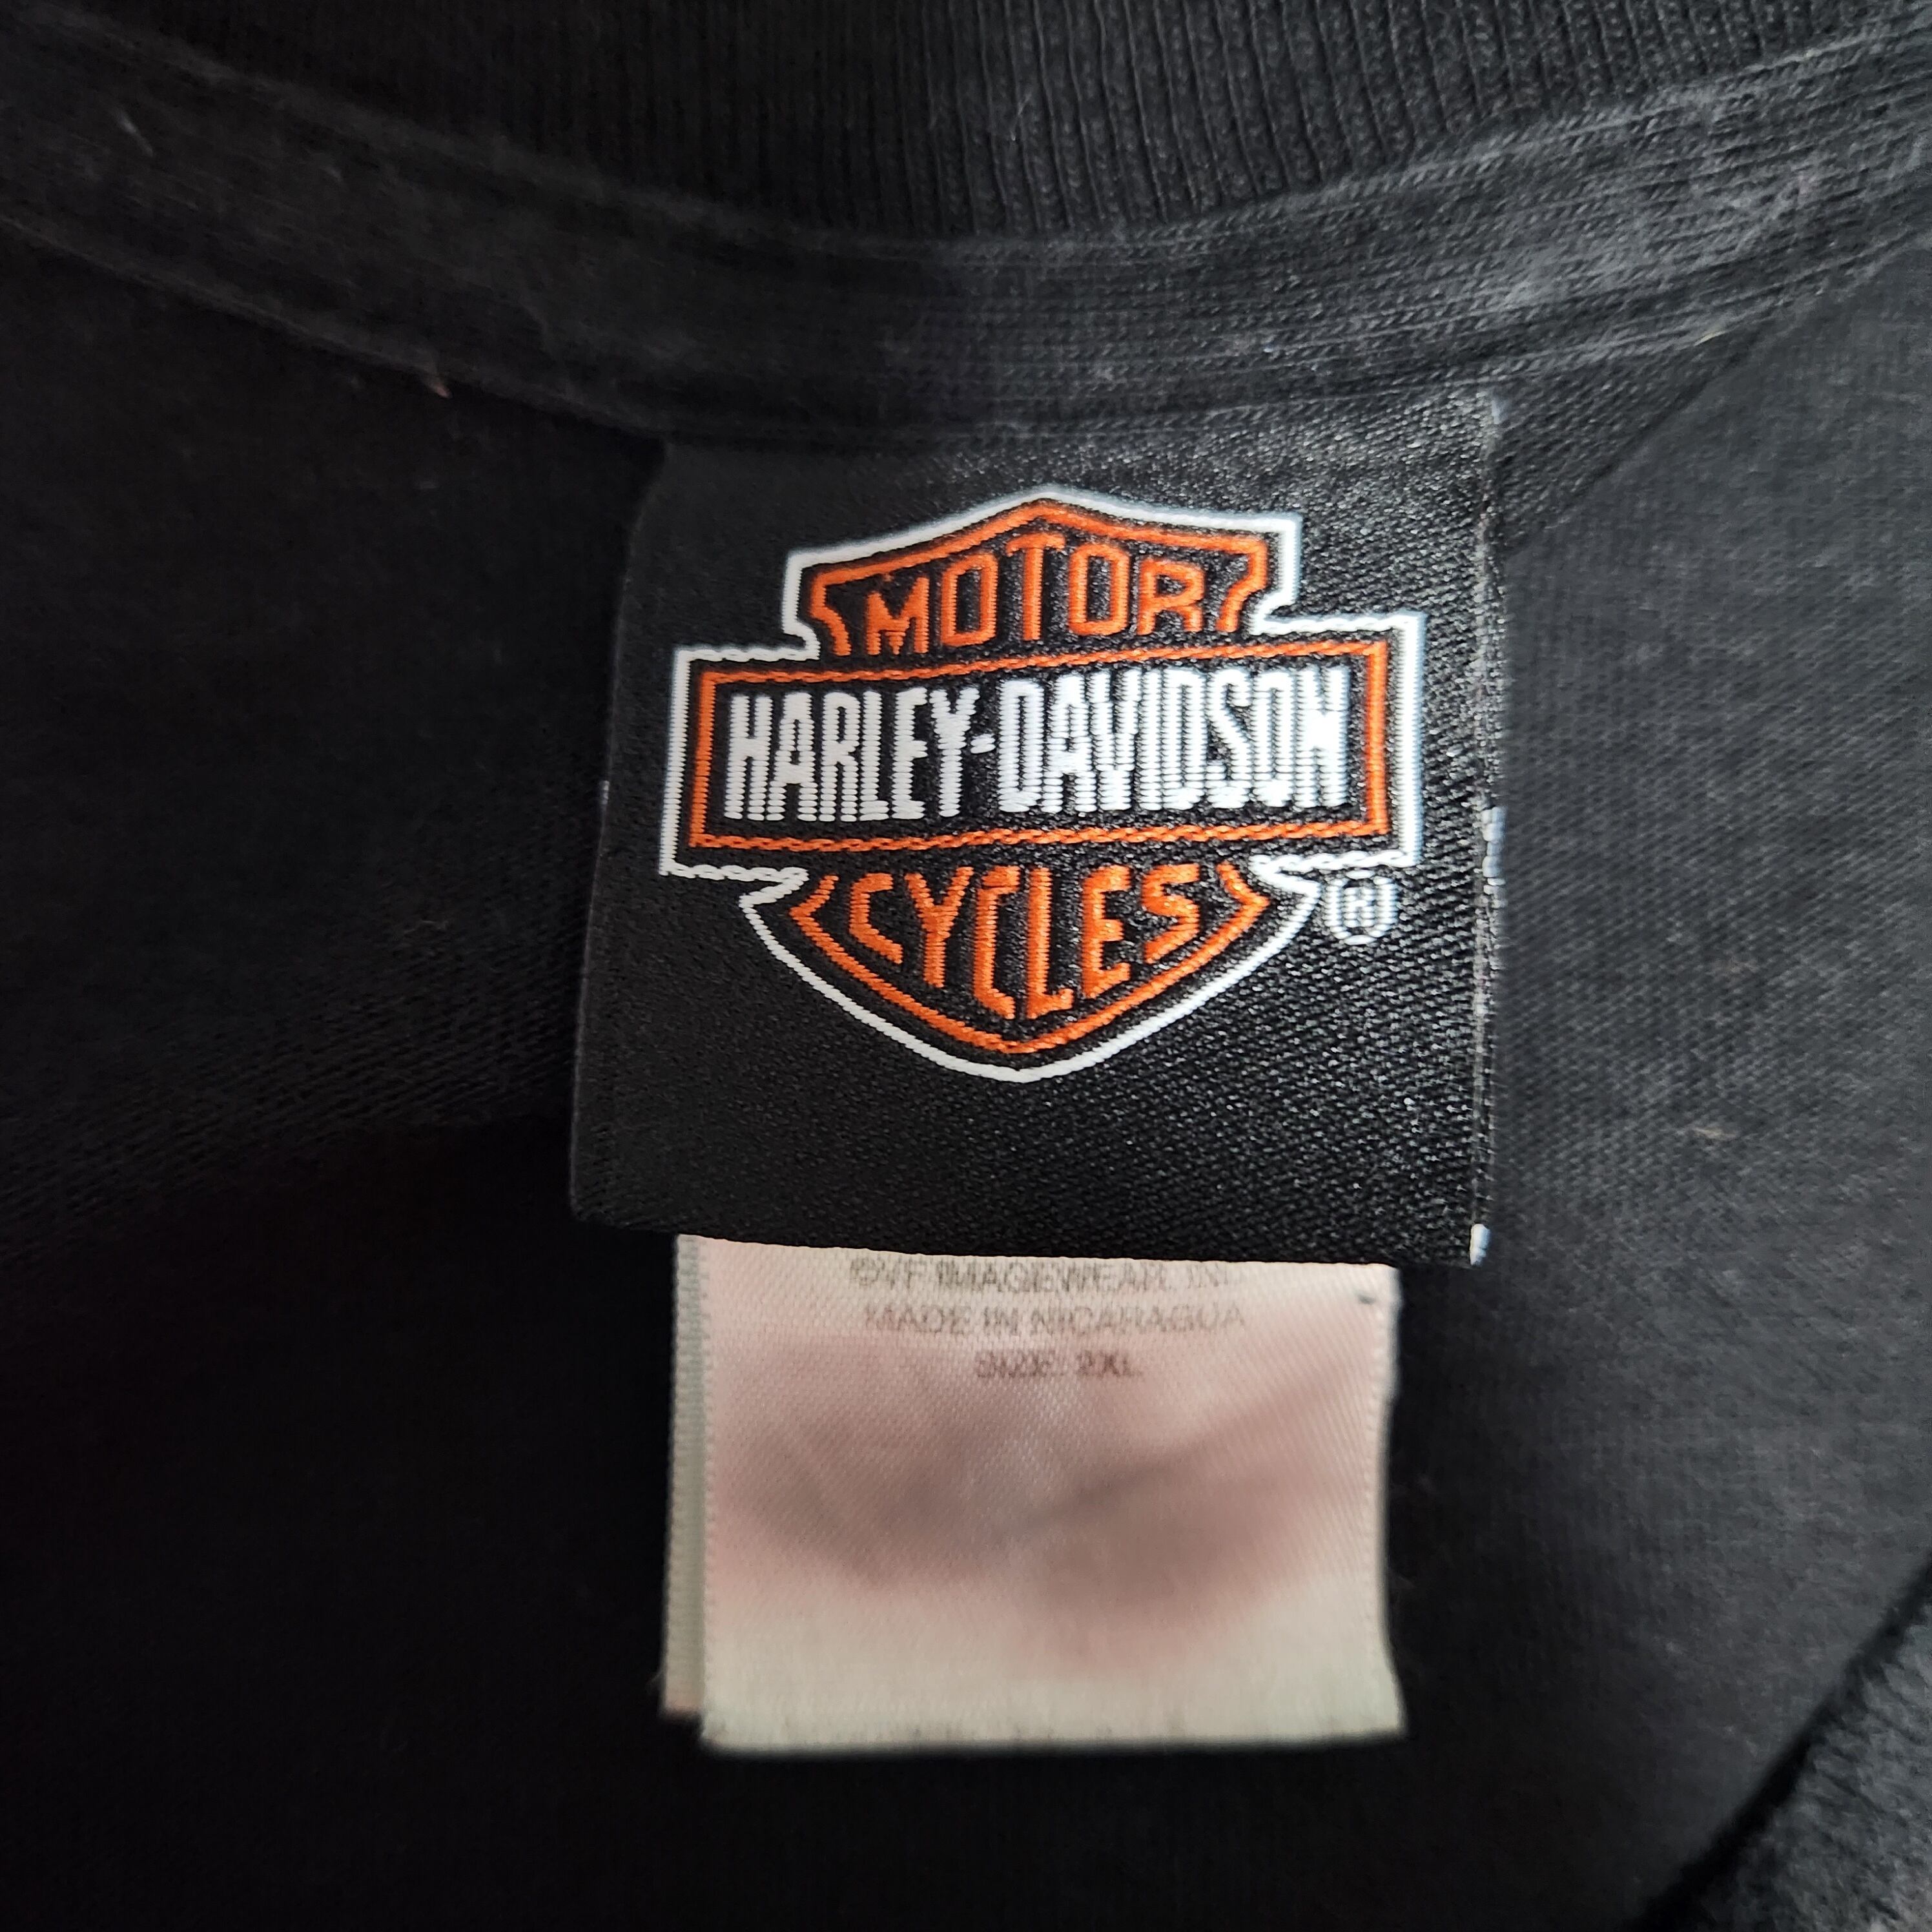 MOTOR
HARLEY-DAVIDSON
CYCLES
®
©VF IMAGEWEAR, INC.
MADE IN NICARAGUA
SIZE: 2XL